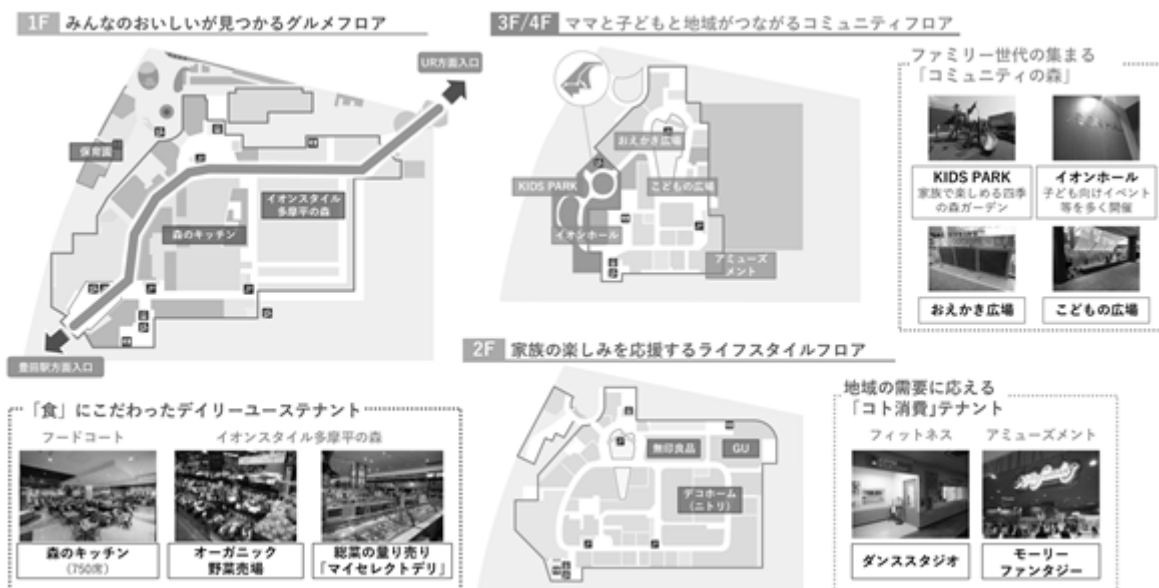 1F みんなのおいしいが見つかるグルメフロア
UR方面入口
保育園
イオンスタイル
多摩平の森
森のキッチン
豊田駅方面入口
「食」にこだわったデイリーユーステナント
フードコート
イオンスタイル多摩平の森
森のキッチン
(750席)
オーガニック
野菜売場
総菜の量り売り
「マイセレクトデリ」
3F/4F ママと子どもと地域がつながるコミュニティフロア
おえかき広場
KIDS PARK
こどもの広場
イオンホール
アミューズ
メント
ファミリー世代の集まる
「コミュニティの森」
KIDS PARK
家族で楽しめる四季
の森ガーデン
イオンホール
子ども向けイベント
等を多く開催
おえかき広場
こどもの広場
2F 家族の楽しみを応援するライフスタイルフロア
無印良品
GU
デコホーム
(ニトリ)
地域の需要に応える
「コト消費」テナント
フィットネス
アミューズメント
ダンススタジオ
モーリー
ファンタジー